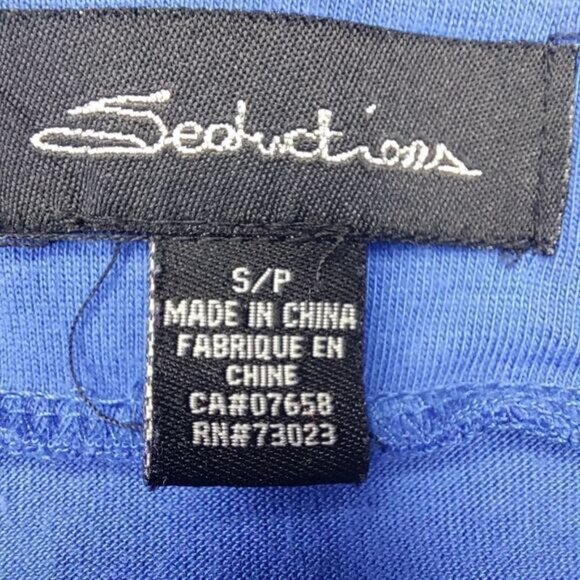 Seductions
S/P
MADE IN CHINA
FABRIQUE EN
CHINE
CA#07658
RN#73023